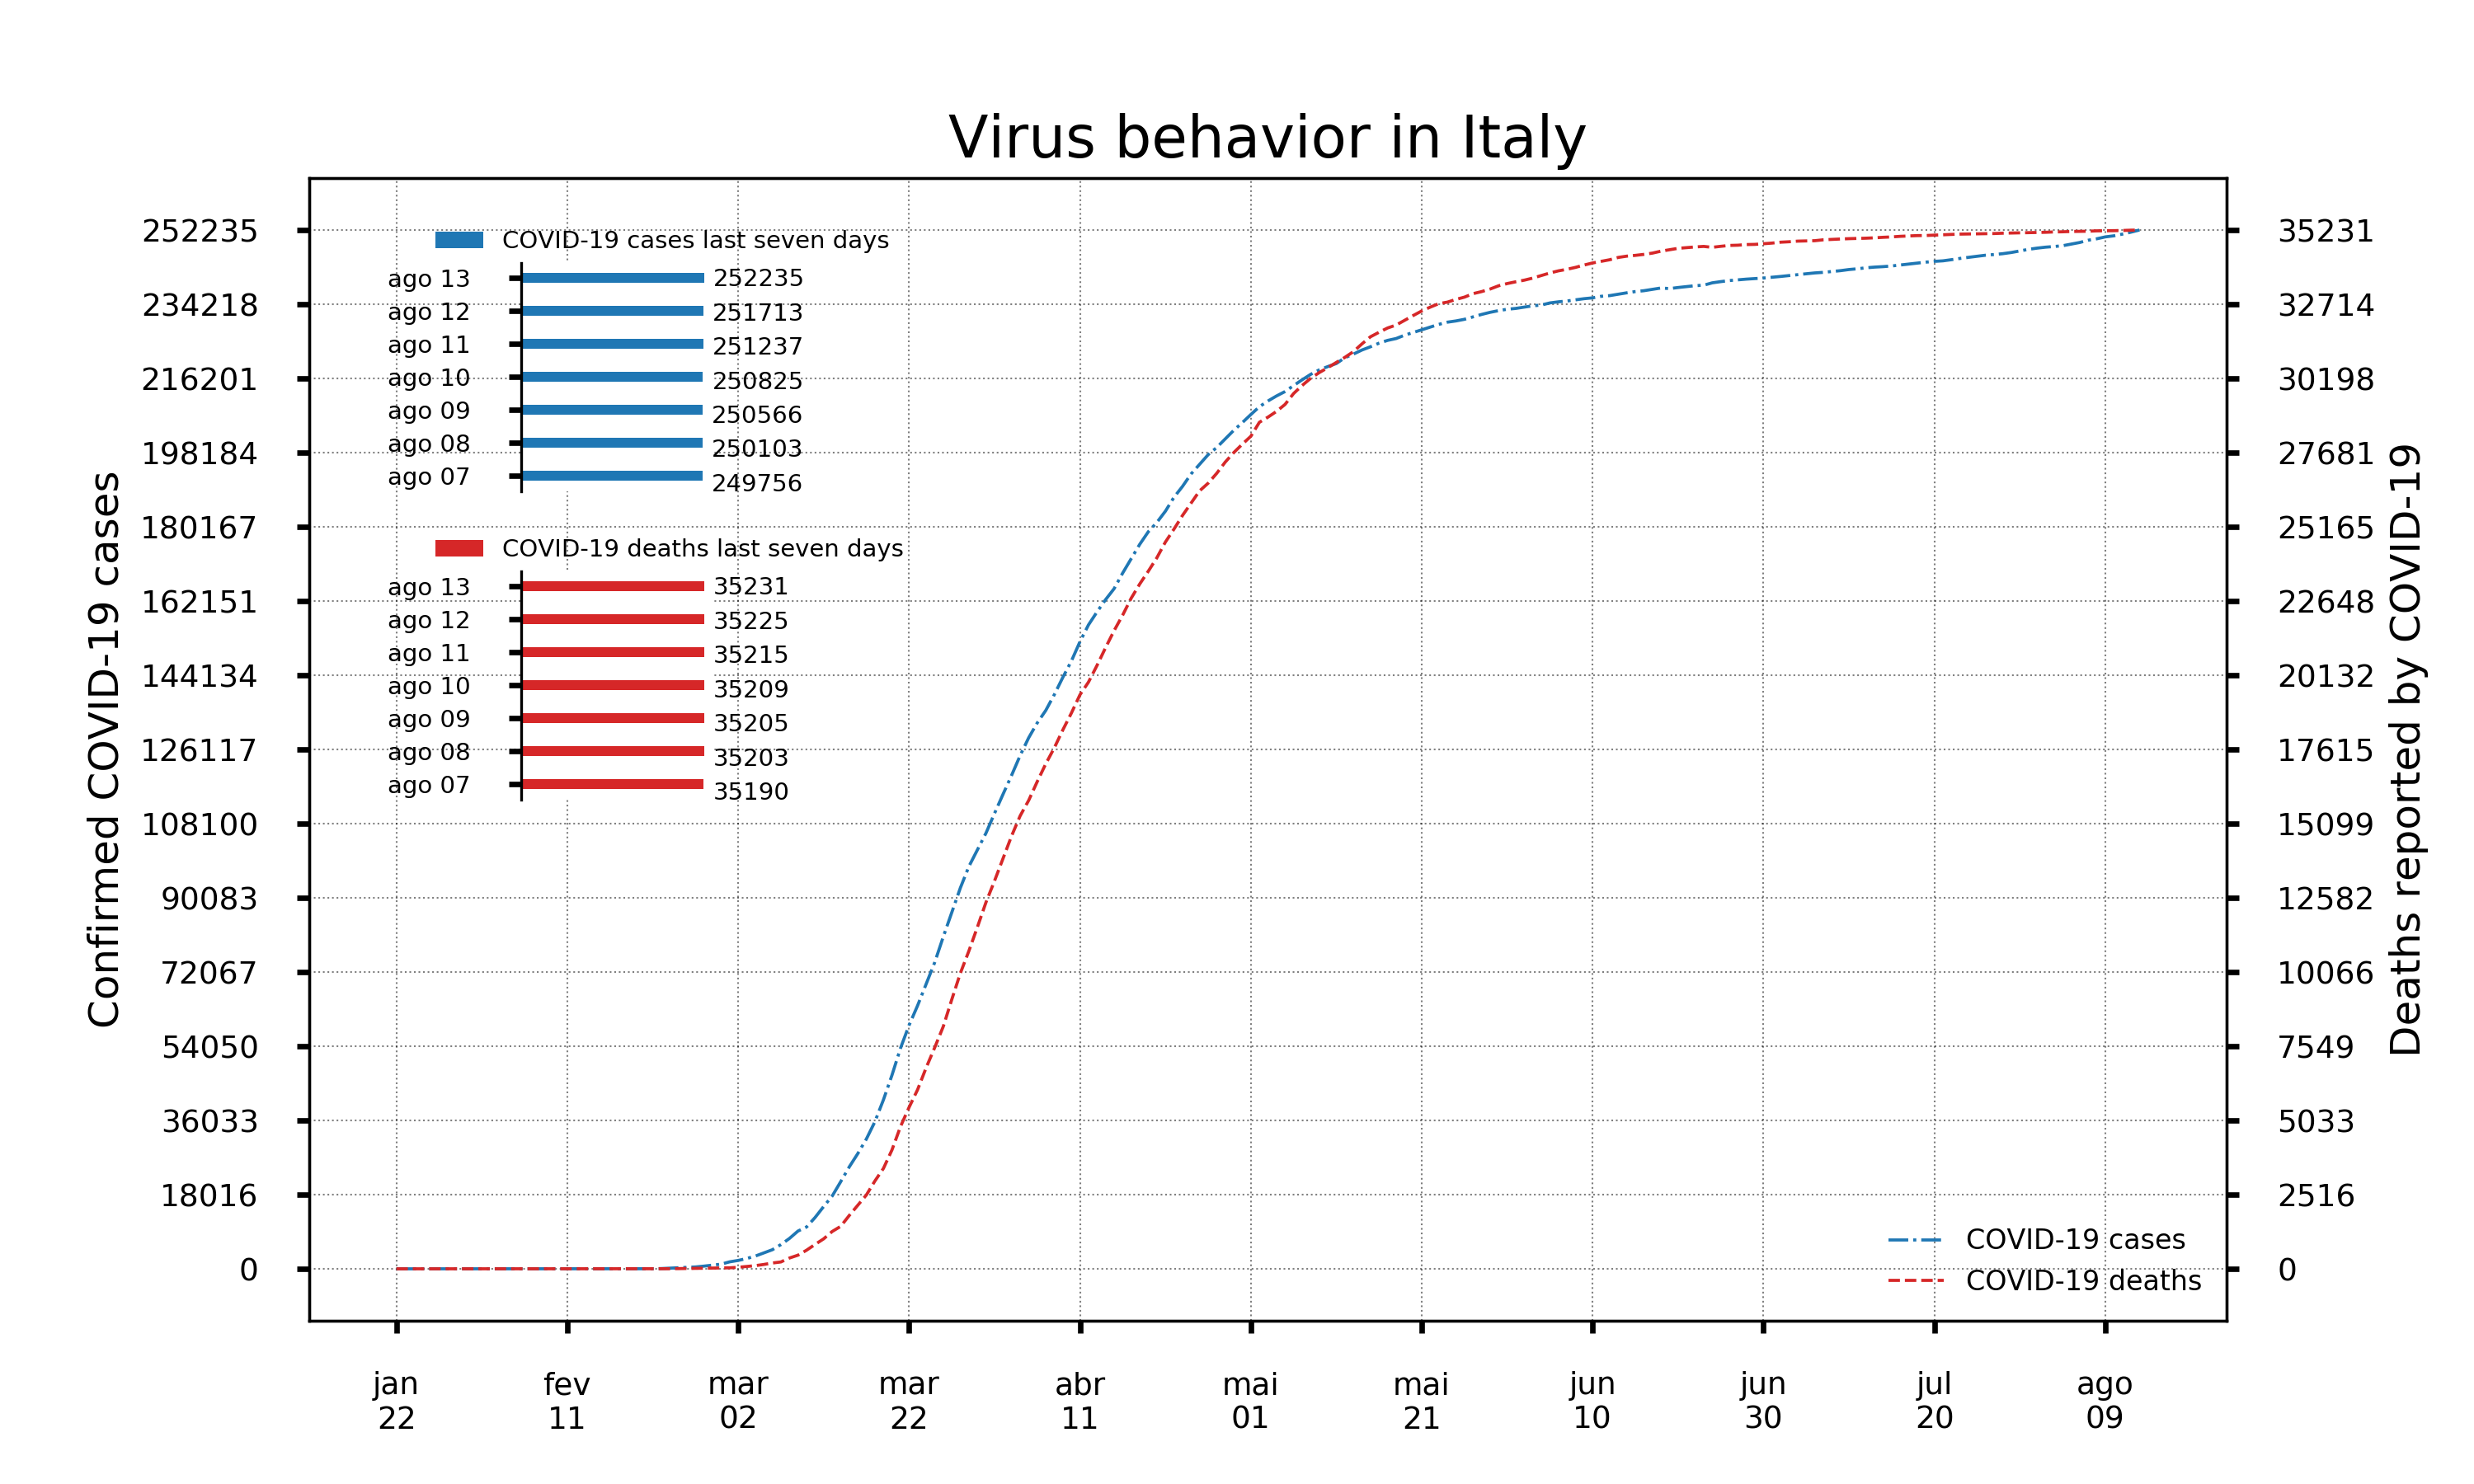 Virus behavior in Italy
Confirmed COVID-19 cases
252235
234218
216201
198184
180167
162151
144134
126117
108100
90083
72067
54050
36033
18016
0
COVID-19 cases last seven days
ago 13 252235
ago 12 251713
ago 11 251237
ago 10 250825
ago 09 250566
ago 08 250103
ago 07 249756
COVID-19 deaths last seven days
ago 13 35231
ago 12 35225
ago 11 35215
ago 10 35209
ago 09 35205
ago 08 35203
ago 07 35190
COVID-19 cases
COVID-19 deaths
35231
32714
30198
27681
25165
22648
20132
17615
15099
12582
10066
7549
5033
2516
0
Deaths reported by COVID-19
jan fev mar mar abr mai mai jun jun jul ago
22 11 02 22 11 01 21 10 30 20 09